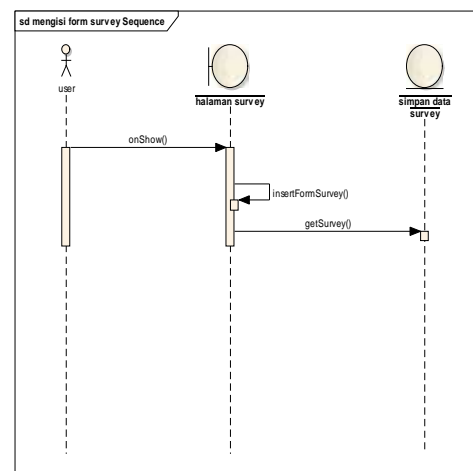 sd mengisi form survey Sequence
user
halaman survey
simpan data
survey
onShow()
insertFormSurvey()
getSurvey()